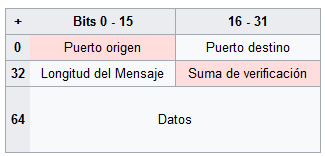 + Bits 0 - 15 16 - 31
0 Puerto origen Puerto destino
32 Longitud del Mensaje Suma de verificación
64 Datos